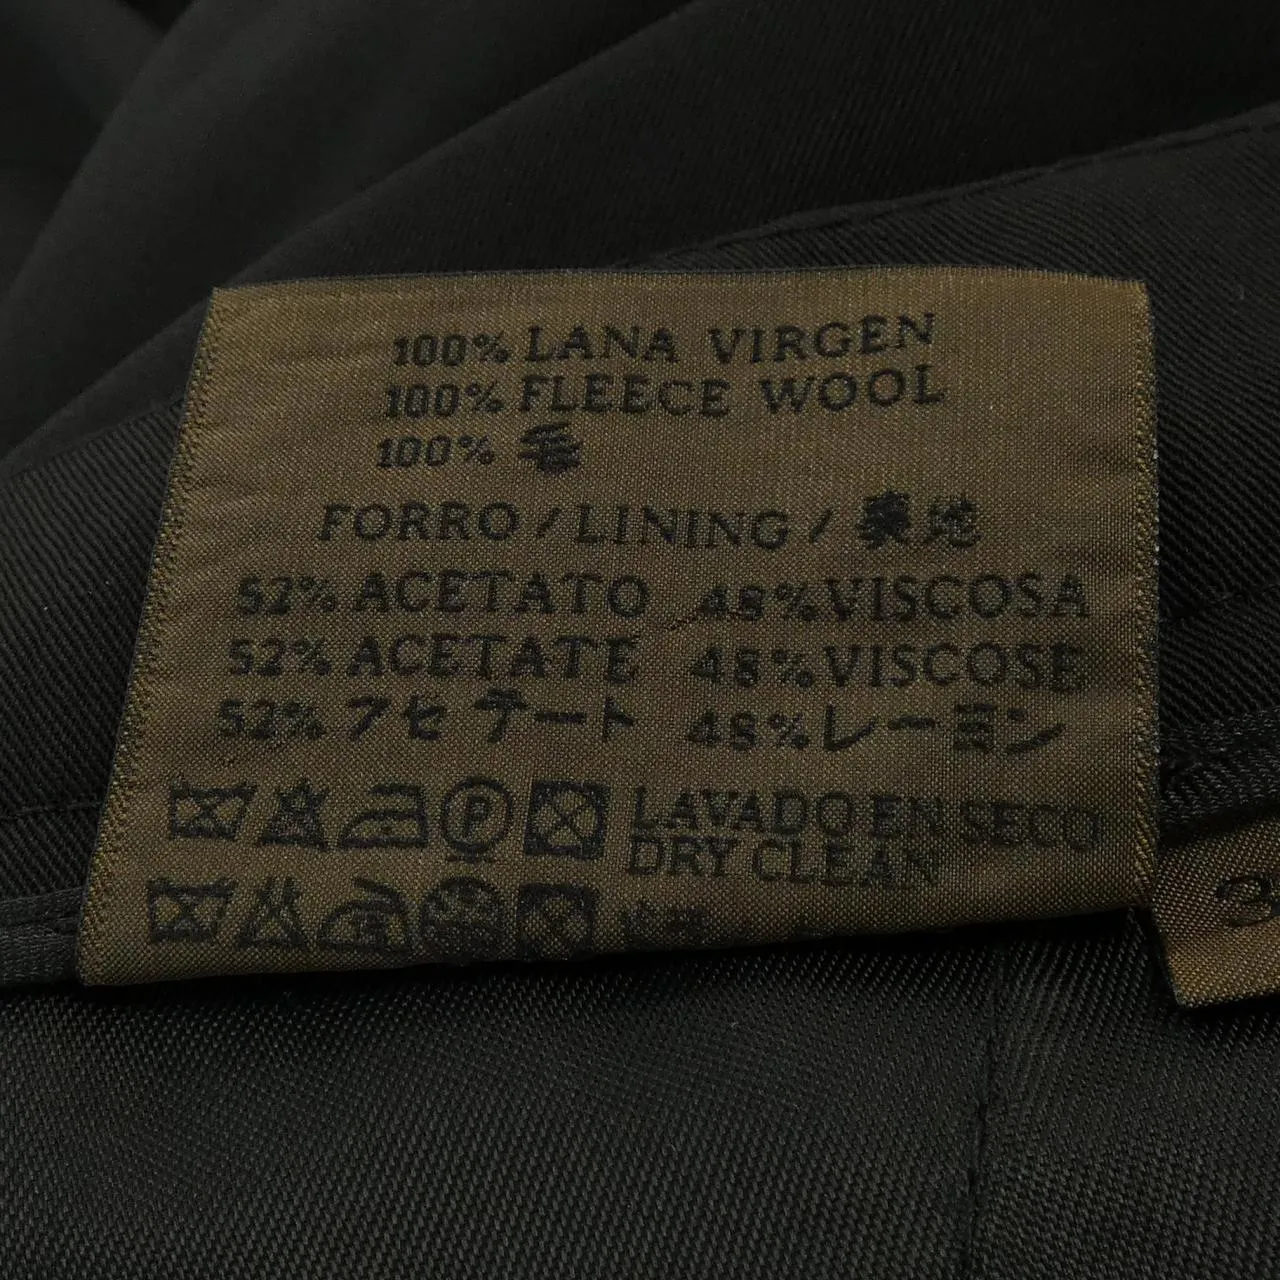 100% LANA VIRGEN
100% FLEECE WOOL
100% 毛
FORRO / LINING / 裏地
52% ACETATO 48% VISCOSA
52% ACETATE 48% VISCOSE
52% アセテート 48% レーヨン
P LAVADO EN SECO
DRY CLEAN